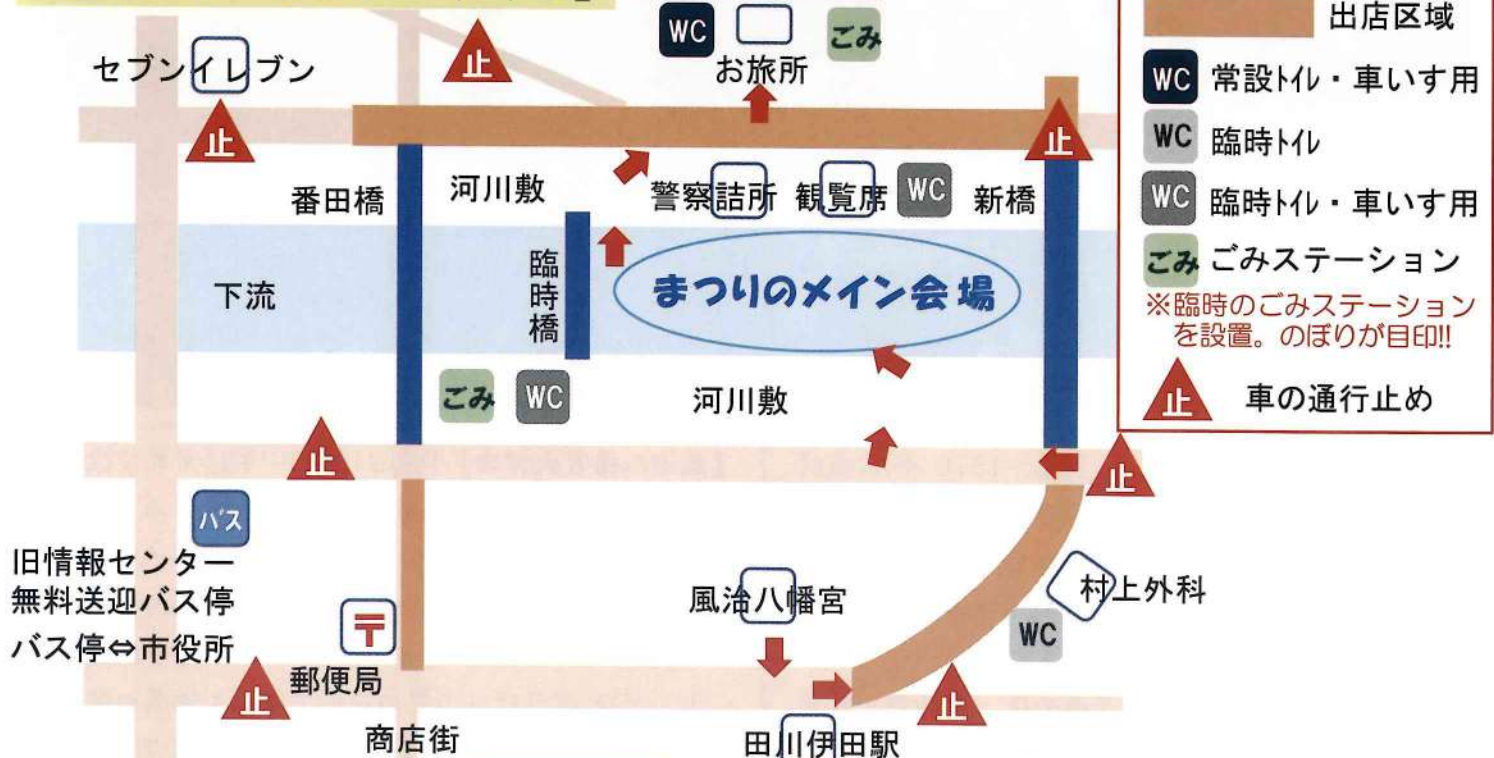 出店区域
止
WC
ごみ
セブンイレブン
お旅所
WC 常設ﾄｲﾚ・車いす用
止
止
WC 臨時ﾄｲﾚ
番田橋
河川敷
警察詰所
観覧席
WC
新橋
WC 臨時ﾄｲﾚ・車いす用
臨時橋
まつりのメイン会場
下流
ごみ ごみステーション
※臨時のごみステーション
を設置。のぼりが目印!!
ごみ
WC
河川敷
止 車の通行止め
止
止
バス
旧情報センター
無料送迎バス停
バス停⇔市役所
〒
郵便局
風治八幡宮
村上外科
WC
止
止
商店街
田川伊田駅